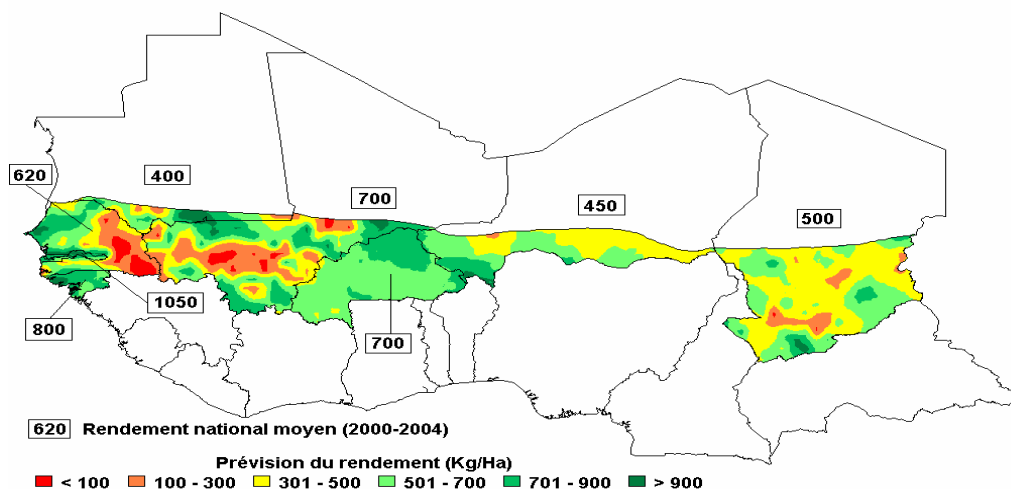 620
400
700
450
500
1050
800
700
620 Rendement national moyen (2000-2004)
Prévision du rendement (Kg/Ha)
< 100 100 - 300 301 - 500 501 - 700 701 - 900 > 900